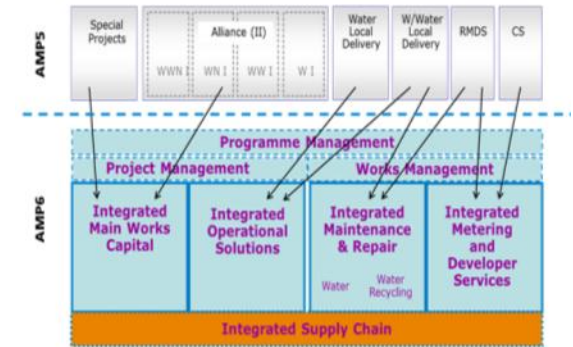 AMP5
Special
Projects
Alliance (II)
WWN I
WN I
WW I
W I
Water
Local
Delivery
W/Water
Local
Delivery
RMDS
CS
AMP6
Programme Management
Project Management
Works Management
Integrated
Main Works
Capital
Integrated
Operational
Solutions
Integrated
Maintenance
& Repair
Water
Water
Recycling
Integrated
Metering
and
Developer
Services
Integrated Supply Chain